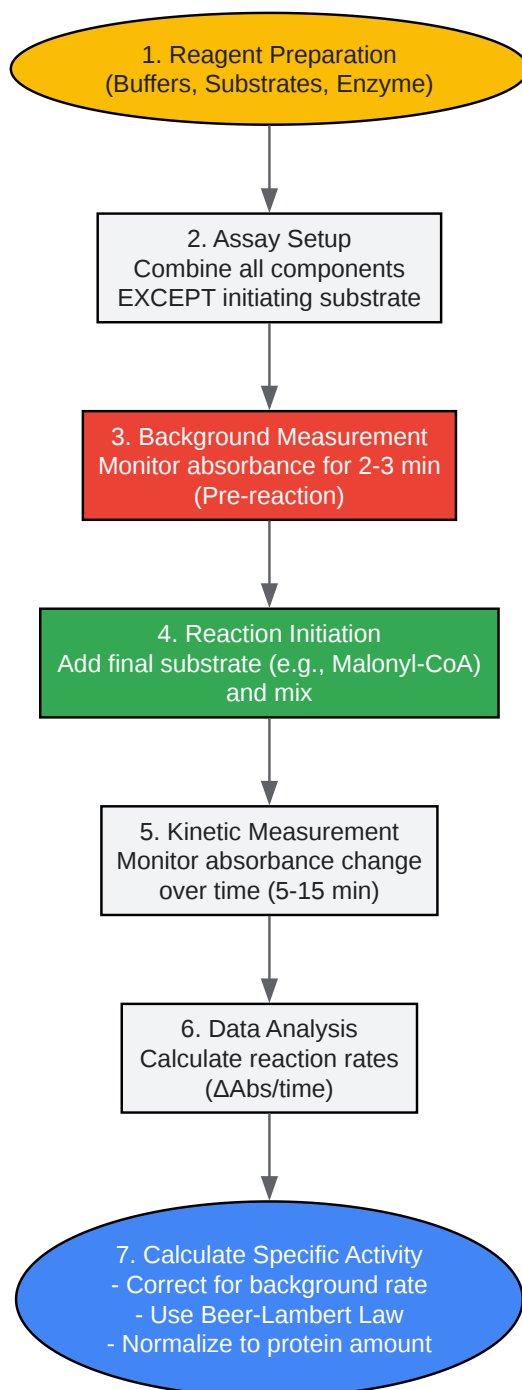 1. Reagent Preparation
(Buffers, Substrates, Enzyme)
2. Assay Setup
Combine all components
EXCEPT initiating substrate
3. Background Measurement
Monitor absorbance for 2-3 min
(Pre-reaction)
4. Reaction Initiation
Add final substrate (e.g., Malonyl-CoA)
and mix
5. Kinetic Measurement
Monitor absorbance change
over time (5-15 min)
6. Data Analysis
Calculate reaction rates
(ΔAbs/time)
7. Calculate Specific Activity
- Correct for background rate
- Use Beer-Lambert Law
- Normalize to protein amount